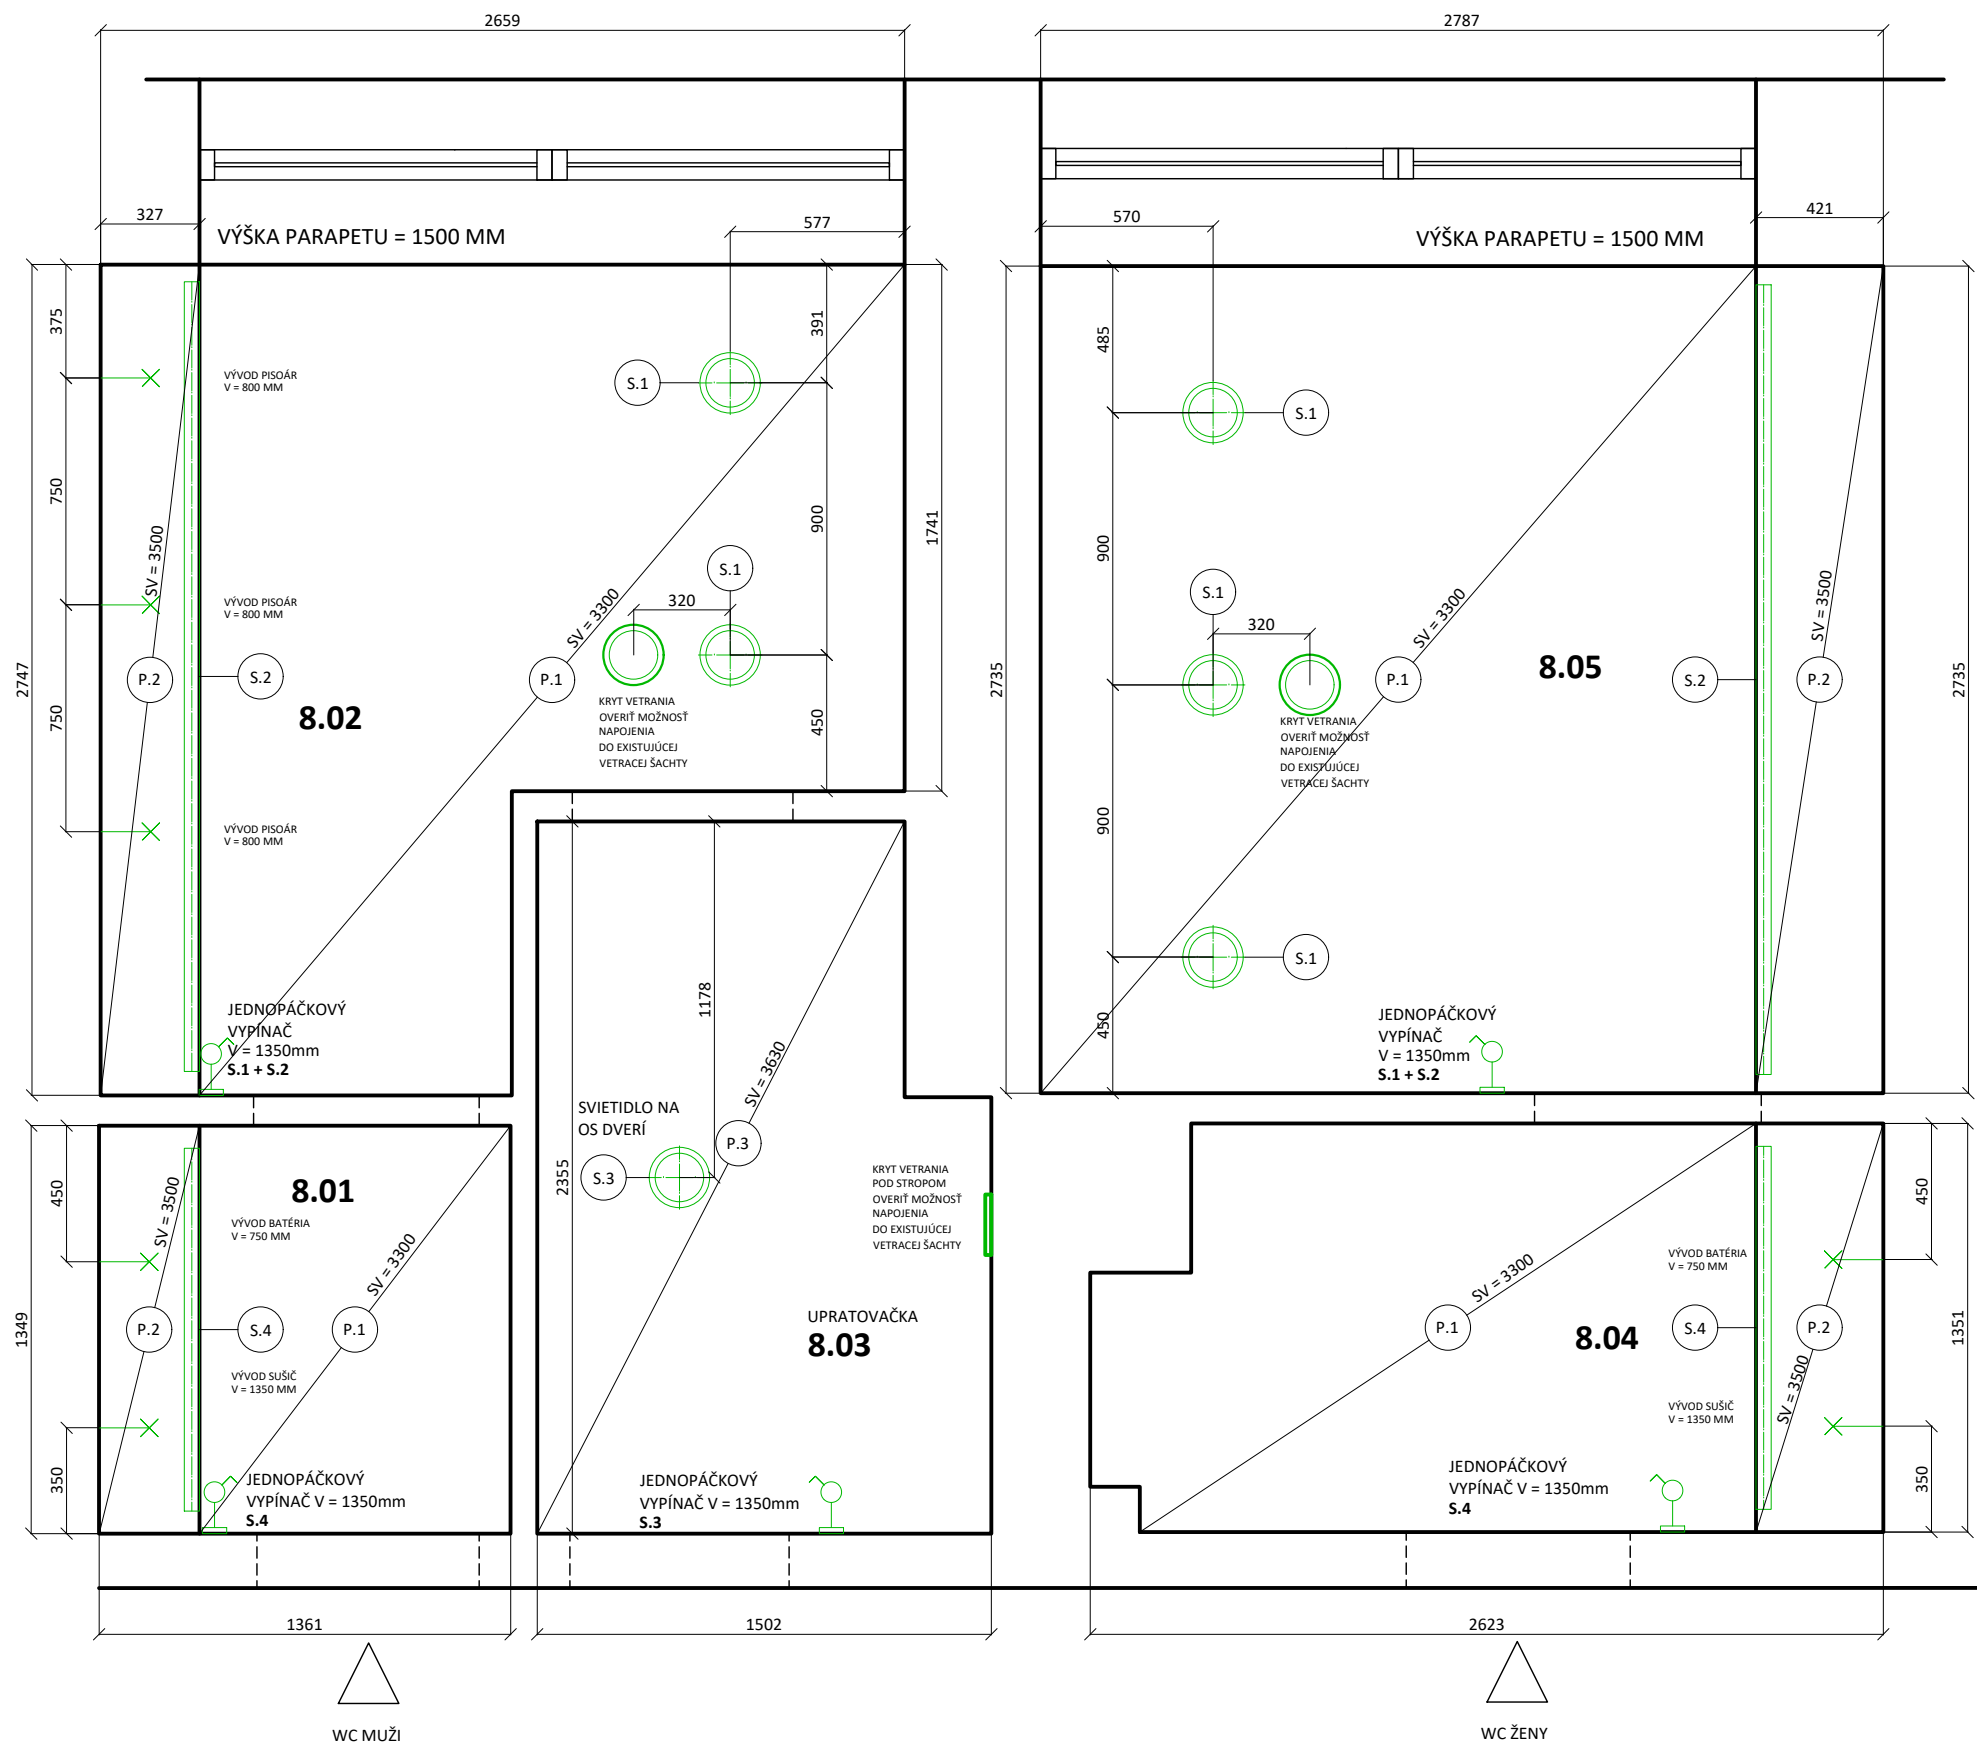 2659
2787
327
VÝŠKA PARAPETU = 1500 MM
577
570
VÝŠKA PARAPETU = 1500 MM
421
375
750
750
2747
VÝVOD PISOÁR
V = 800 MM
VÝVOD PISOÁR
V = 800 MM
VÝVOD PISOÁR
V = 800 MM
SV = 3500
P.2
S.2
8.02
P.1
SV = 3300
S.1
S.1
320
391
900
450
1741
KRYT VETRANIA
OVERIŤ MOŽNOSŤ
NAPOJENIA
DO EXISTUJÚCEJ
VETRACEJ ŠACHTY
JEDNOPÁČKOVÝ
VYPÍNAČ
V = 1350mm
S.1 + S.2
2735
485
900
900
450
S.1
S.1
320
S.1
KRYT VETRANIA
OVERIŤ MOŽNOSŤ
NAPOJENIA
DO EXISTUJÚCEJ
VETRACEJ ŠACHTY
P.1
SV = 3300
8.05
S.2
P.2
SV = 3500
2735
JEDNOPÁČKOVÝ
VYPÍNAČ
V = 1350mm
S.1 + S.2
1349
450
350
SV = 3500
P.2
8.01
VÝVOD BATÉRIA
V = 750 MM
S.4
P.1
SV = 3300
VÝVOD SUŠIČ
V = 1350 MM
JEDNOPÁČKOVÝ
VYPÍNAČ V = 1350mm
S.4
2355
1178
SV = 3630
SVIETIDLO NA
OS DVERÍ
P.3
S.3
KRYT VETRANIA
POD STROPOM
OVERIŤ MOŽNOSŤ
NAPOJENIA
DO EXISTUJÚCEJ
VETRACEJ ŠACHTY
UPRATOVAČKA
8.03
JEDNOPÁČKOVÝ
VYPÍNAČ V = 1350mm
S.3
P.1
SV = 3300
8.04
VÝVOD BATÉRIA
V = 750 MM
S.4
P.2
SV = 3500
VÝVOD SUŠIČ
V = 1350 MM
JEDNOPÁČKOVÝ
VYPÍNAČ V = 1350mm
S.4
450
350
1351
1361
1502
2623
WC MUŽI
WC ŽENY